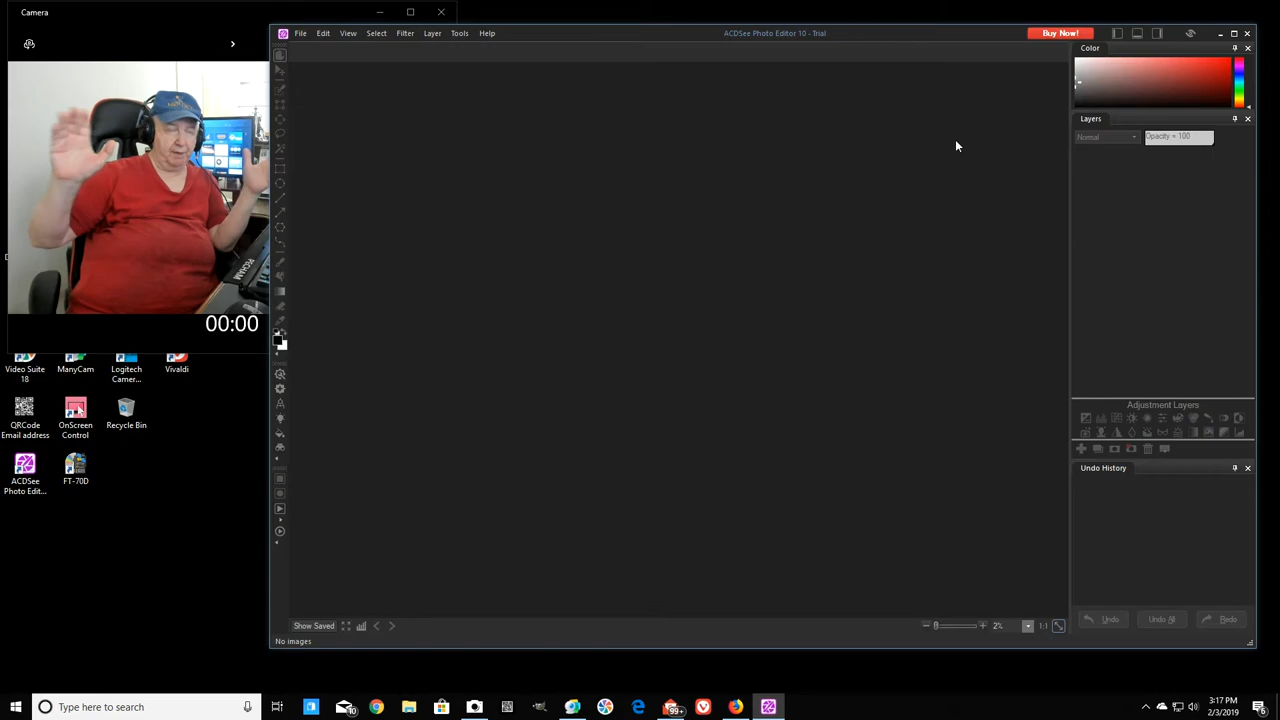 Camera
File Edit View Select Filter Layer Tools Help
ACDSee Photo Editor 10 - Trial
Buy Now!
Color
Layers
Normal
Opacity = 100
00:00
Video Suite 18
ManyCam
Logitech Camer...
Vivaldi
QRCode Email address
OnScreen Control
Recycle Bin
ACDSee Photo Edit...
FT-70D
Adjustment Layers
Undo History
Undo
Undo All
Redo
Show Saved
2%
1:1
No images
Type here to search
10
99+
3:17 PM
2/3/2019